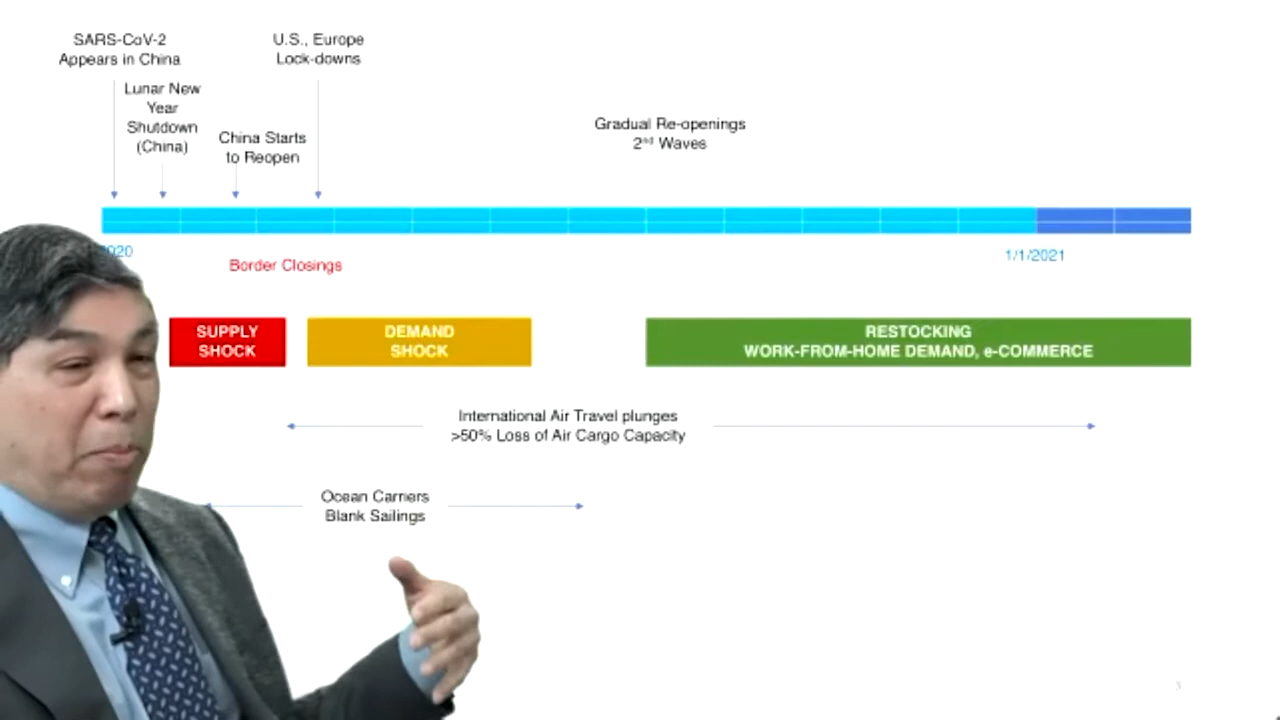 SARS-CoV-2
Appears in China
U.S., Europe
Lock-downs
Lunar New
Year
Shutdown
(China)
China Starts
to Reopen
Gradual Re-openings
2nd Waves
1/1/2021
Border Closings
SUPPLY
SHOCK
DEMAND
SHOCK
RESTOCKING
WORK-FROM-HOME DEMAND, e-COMMERCE
International Air Travel plunges
>50% Loss of Air Cargo Capacity
Ocean Carriers
Blank Sailings
3